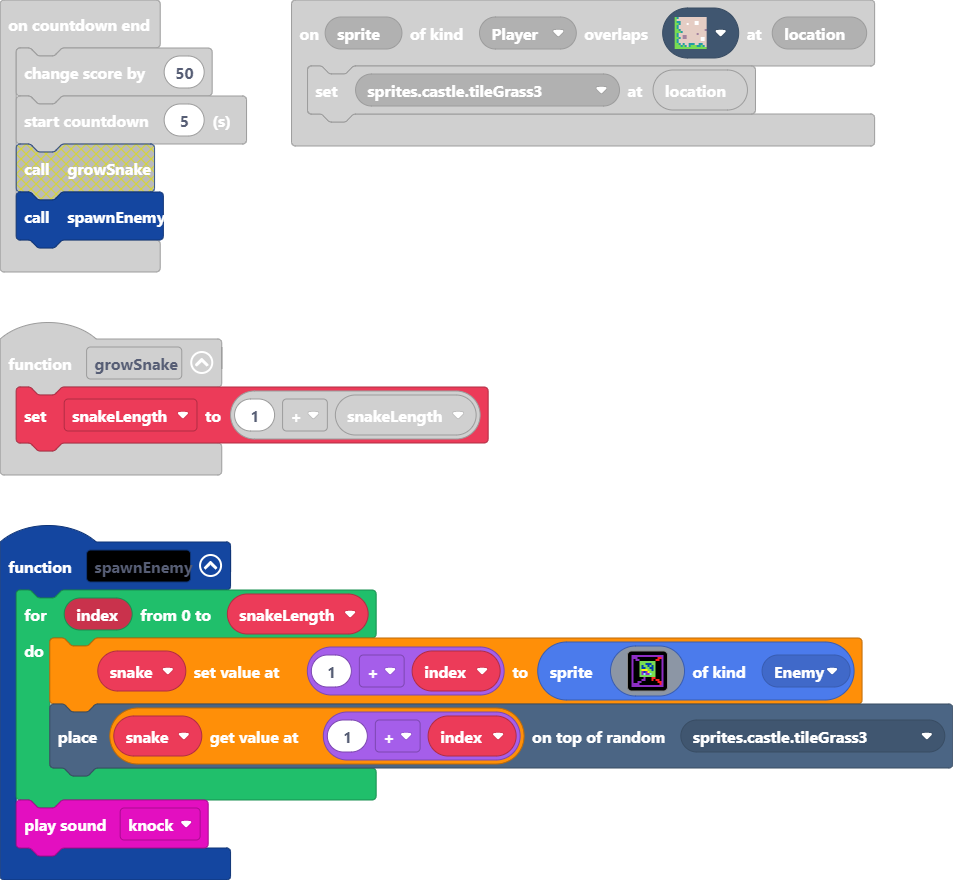 on countdown end
change score by 50
start countdown 5 (s)
call growSnake
call spawnEnemy
on sprite of kind Player overlaps at location
set sprites.castle.tileGrass3 at location
function growSnake
set snakeLength to 1 + snakeLength
function spawnEnemy
for index from 0 to snakeLength
do
snake set value at 1 + index to sprite of kind Enemy
place snake get value at 1 + index on top of random sprites.castle.tileGrass3
play sound knock